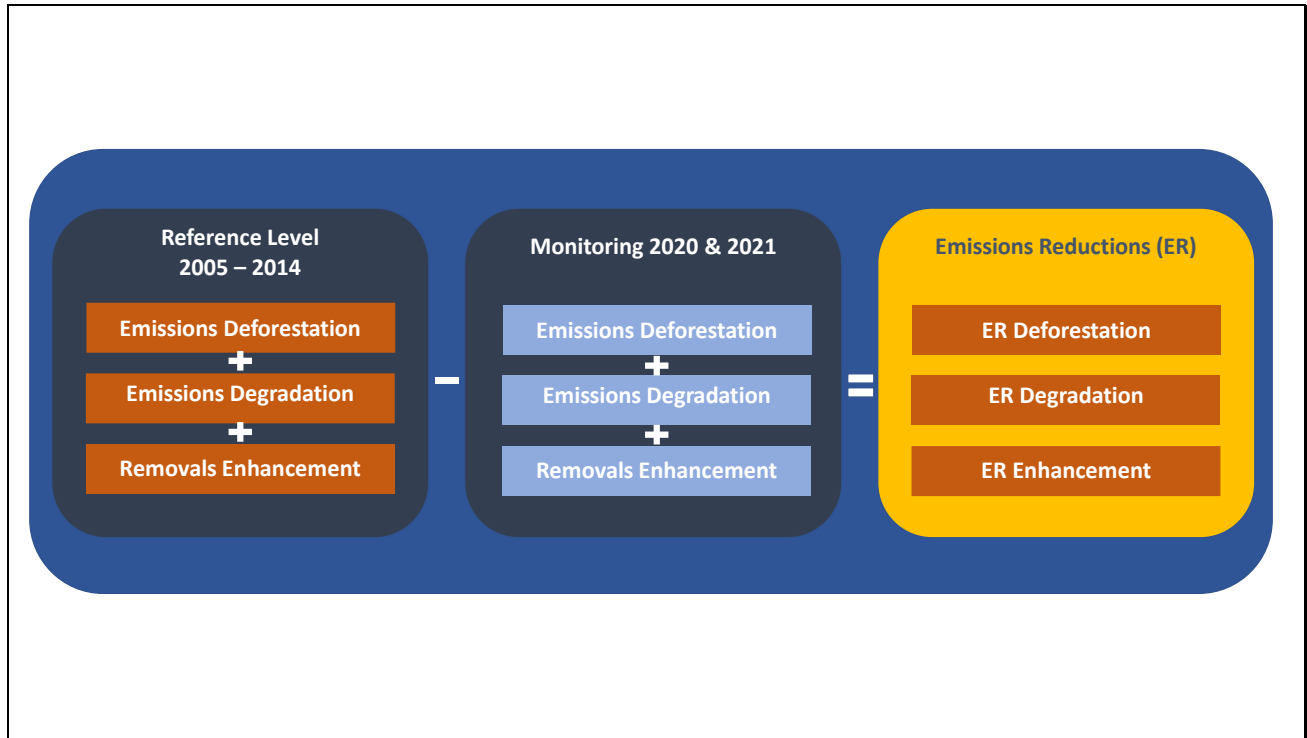 Reference Level
2005 – 2014
Emissions Deforestation
+
Emissions Degradation
+
Removals Enhancement
–
Monitoring 2020 & 2021
Emissions Deforestation
+
Emissions Degradation
+
Removals Enhancement
=
Emissions Reductions (ER)
ER Deforestation
ER Degradation
ER Enhancement